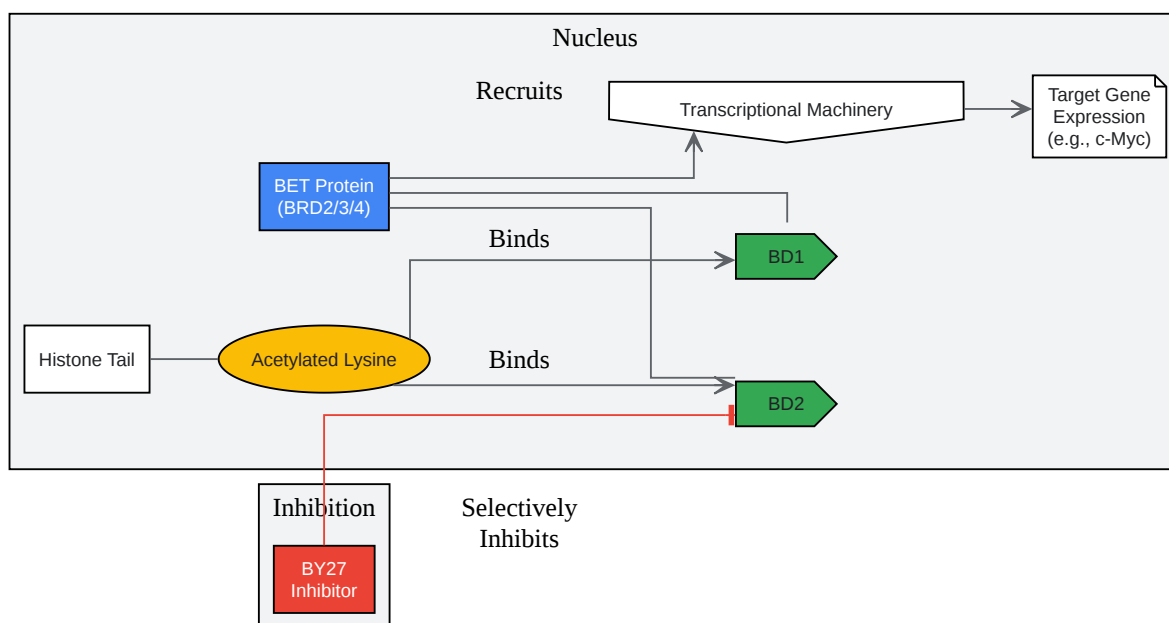 Nucleus
Recruits
Transcriptional Machinery
Target Gene
Expression
(e.g., c-Myc)
BET Protein
(BRD2/3/4)
Binds
BD1
Histone Tail
Acetylated Lysine
Binds
BD2
Inhibition
Selectively
Inhibits
BY27
Inhibitor